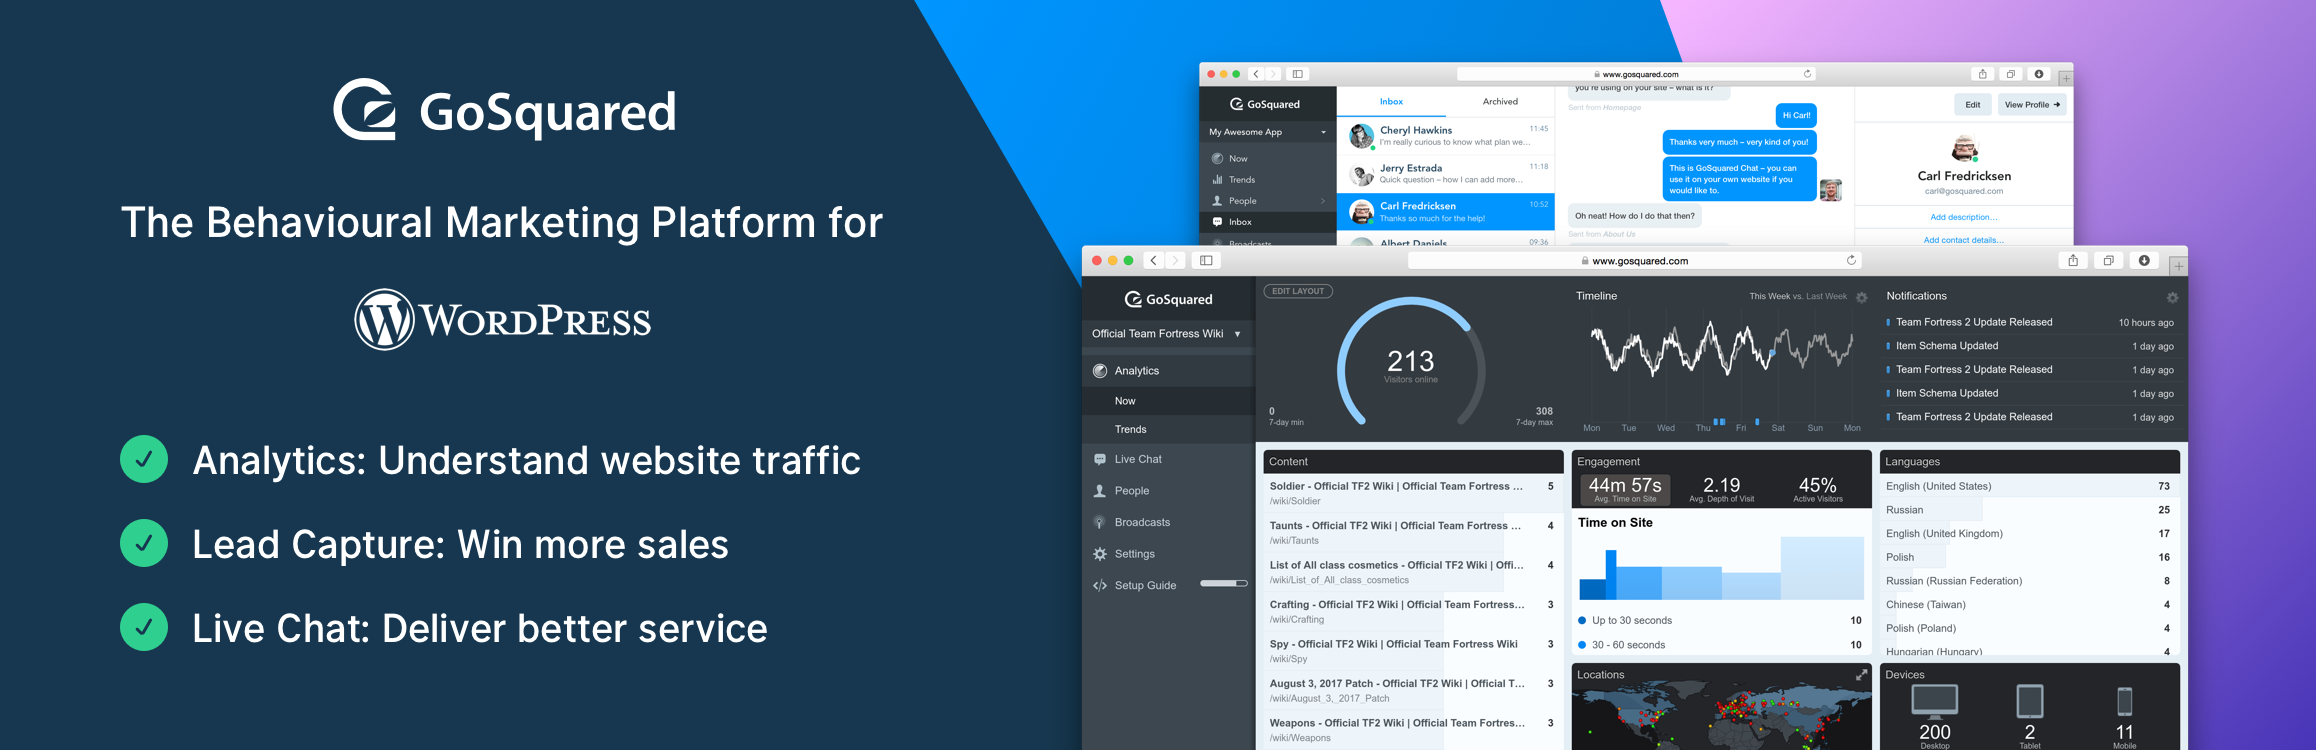 GoSquared
The Behavioural Marketing Platform for
WORDPRESS
Analytics: Understand website traffic
Lead Capture: Win more sales
Live Chat: Deliver better service
www.gosquared.com
GoSquared
My Awesome App
Now
Trends
People
Inbox
Broadcasts
Inbox
Archived
Cheryl Hawkins
11:45
I'm really curious to know what plan we...
Jerry Estrada
11:18
Quick question – how I can add more...
Carl Fredricksen
10:52
Thanks so much for the help!
Albert Daniels
09:36
you're using on your site – what is it?
Sent from Homepage
Hi Carl!
Thanks very much – very kind of you!
This is GoSquared Chat – you can
use it on your own website if you
would like to.
Oh neat! How do I do that then?
Sent from About Us
Edit
View Profile
Carl Fredricksen
carl@gosquared.com
Add description...
Add contact details...
www.gosquared.com
GoSquared
Official Team Fortress Wiki
Analytics
Now
Trends
Live Chat
People
Broadcasts
Settings
Setup Guide
EDIT LAYOUT
213
Visitors online
0
7-day min
308
7-day max
Timeline
This Week vs. Last Week
Mon Tue Wed Thu Fri Sat Sun Mon
Notifications
Team Fortress 2 Update Released 10 hours ago
Item Schema Updated 1 day ago
Team Fortress 2 Update Released 1 day ago
Item Schema Updated 1 day ago
Team Fortress 2 Update Released 1 day ago
Content
Soldier - Official TF2 Wiki | Official Team Fortress ... 5
/wiki/Soldier
Taunts - Official TF2 Wiki | Official Team Fortress ... 4
/wiki/Taunts
List of All class cosmetics - Official TF2 Wiki | Offi... 4
/wiki/List_of_All_class_cosmetics
Crafting - Official TF2 Wiki | Official Team Fortress... 3
/wiki/Crafting
Spy - Official TF2 Wiki | Official Team Fortress Wiki 3
/wiki/Spy
August 3, 2017 Patch - Official TF2 Wiki | Official T... 3
/wiki/August_3,_2017_Patch
Weapons - Official TF2 Wiki | Official Team Fortres... 3
/wiki/Weapons
Engagement
44m 57s 2.19 45%
Avg. Time on Site Avg. Depth of Visit Active Visitors
Time on Site
Up to 30 seconds 10
30 - 60 seconds 10
Locations
Languages
English (United States) 73
Russian 25
English (United Kingdom) 17
Polish 16
Russian (Russian Federation) 8
Chinese (Taiwan) 4
Polish (Poland) 4
Hungarian (Hungary) 4
Devices
200 2 11
Desktop Tablet Mobile